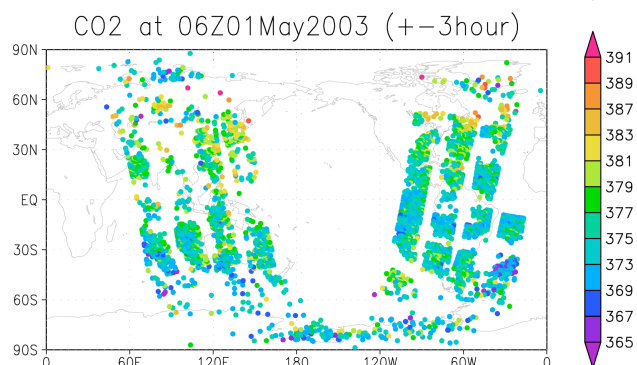 CO2 at 06Z01May2003 (+-3hour)
90N
60N
30N
EQ
30S
60S
90S
0 60E 120E 180 120W 60W 0
391
389
387
383
381
379
377
375
373
369
367
365